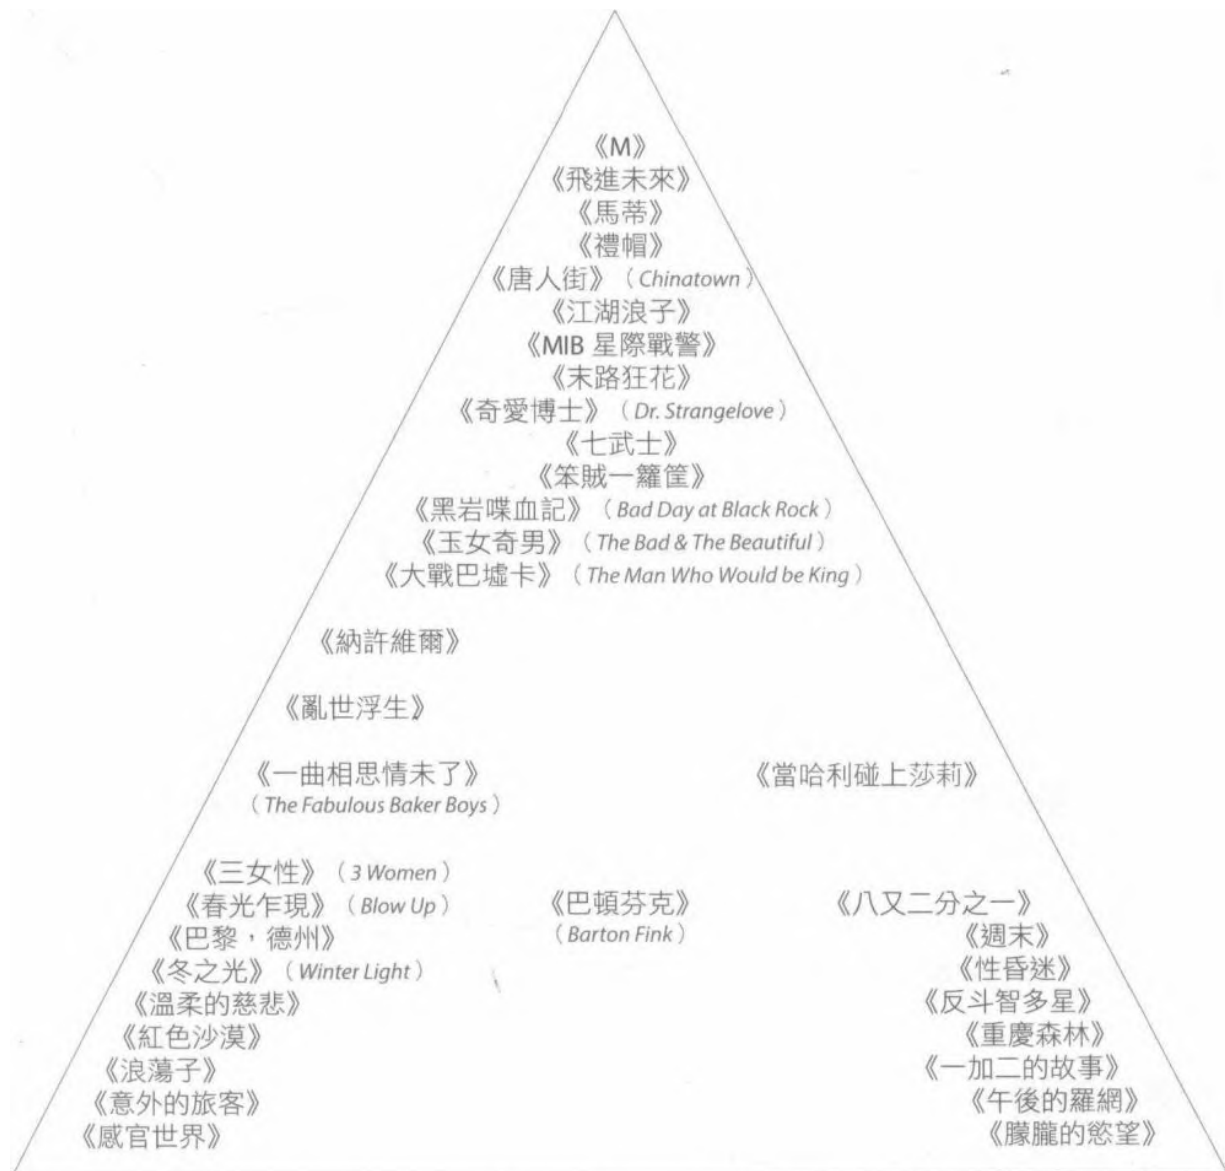 《M》
《飛進未來》
《馬蒂》
《禮帽》
《唐人街》（Chinatown）
《江湖浪子》
《MIB 星際戰警》
《末路狂花》
《奇愛博士》（Dr. Strangelove）
《七武士》
《笨賊一籮筐》
《黑岩喋血記》（Bad Day at Black Rock）
《玉女奇男》（The Bad & The Beautiful）
《大戰巴墟卡》（The Man Who Would be King）
《納許維爾》
《亂世浮生》
《一曲相思情未了》 《當哈利碰上莎莉》
（The Fabulous Baker Boys）
《三女性》（3 Women）
《春光乍現》（Blow Up） 《巴頓芬克》 《八又二分之一》
《巴黎，德州》 （Barton Fink） 《週末》
《冬之光》（Winter Light） 《性昏迷》
《溫柔的慈悲》 《反斗智多星》
《紅色沙漠》 《重慶森林》
《浪蕩子》 《一加二的故事》
《意外的旅客》 《午後的羅網》
《感官世界》 《朦朧的慾望》